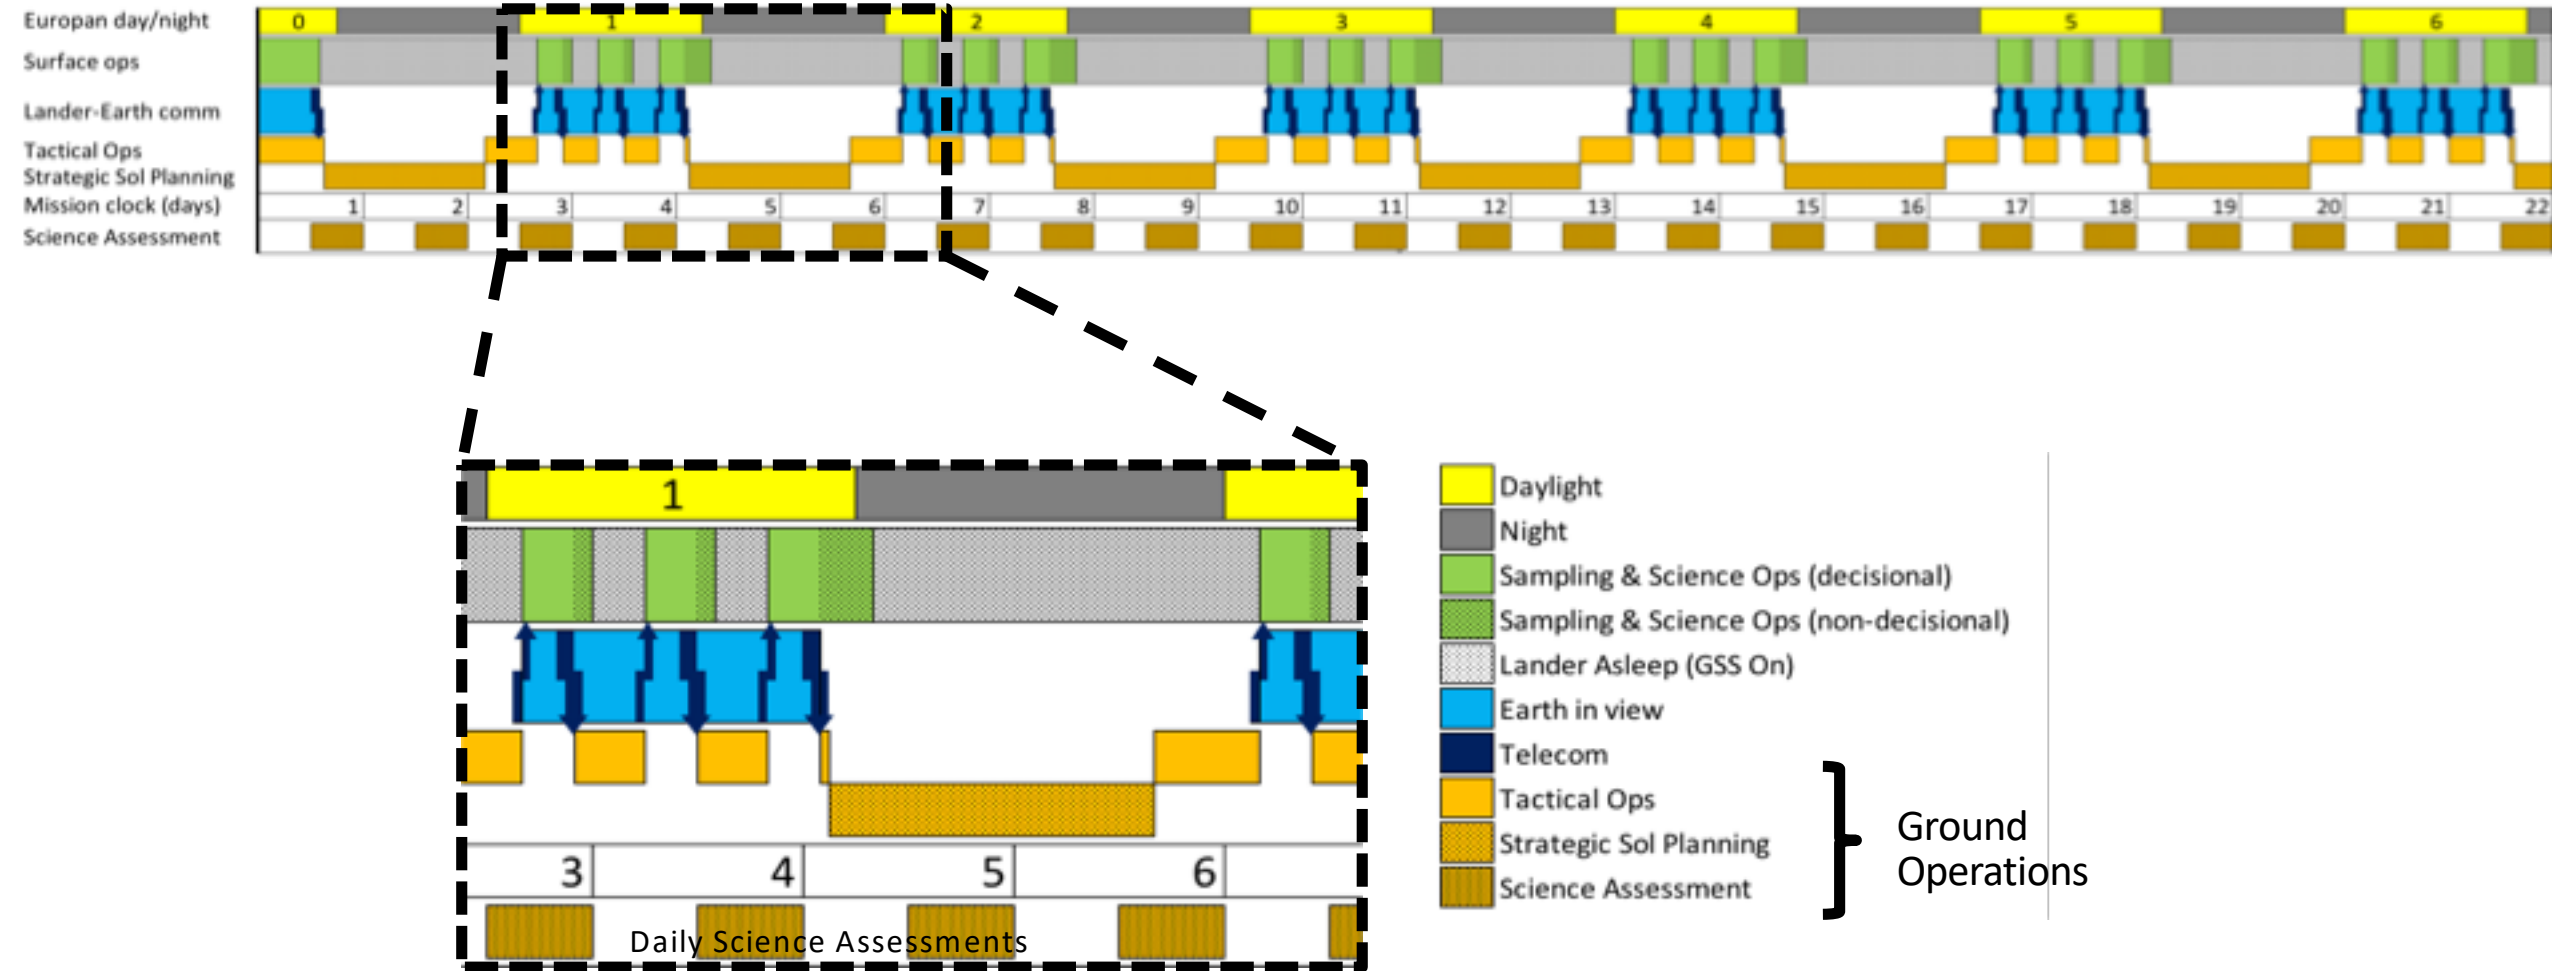 Europan day/night 0 1 2 3 4 5 6
Surface ops
Lander-Earth comm
Tactical Ops
Strategic Sol Planning
Mission clock (days) 1 2 3 4 5 6 7 8 9 10 11 12 13 14 15 16 17 18 19 20 21 22
Science Assessment
1
3 4 5 6
Daily Science Assessments
Daylight
Night
Sampling & Science Ops (decisional)
Sampling & Science Ops (non-decisional)
Lander Asleep (GSS On)
Earth in view
Telecom
Tactical Ops
Strategic Sol Planning
Science Assessment
Ground
Operations